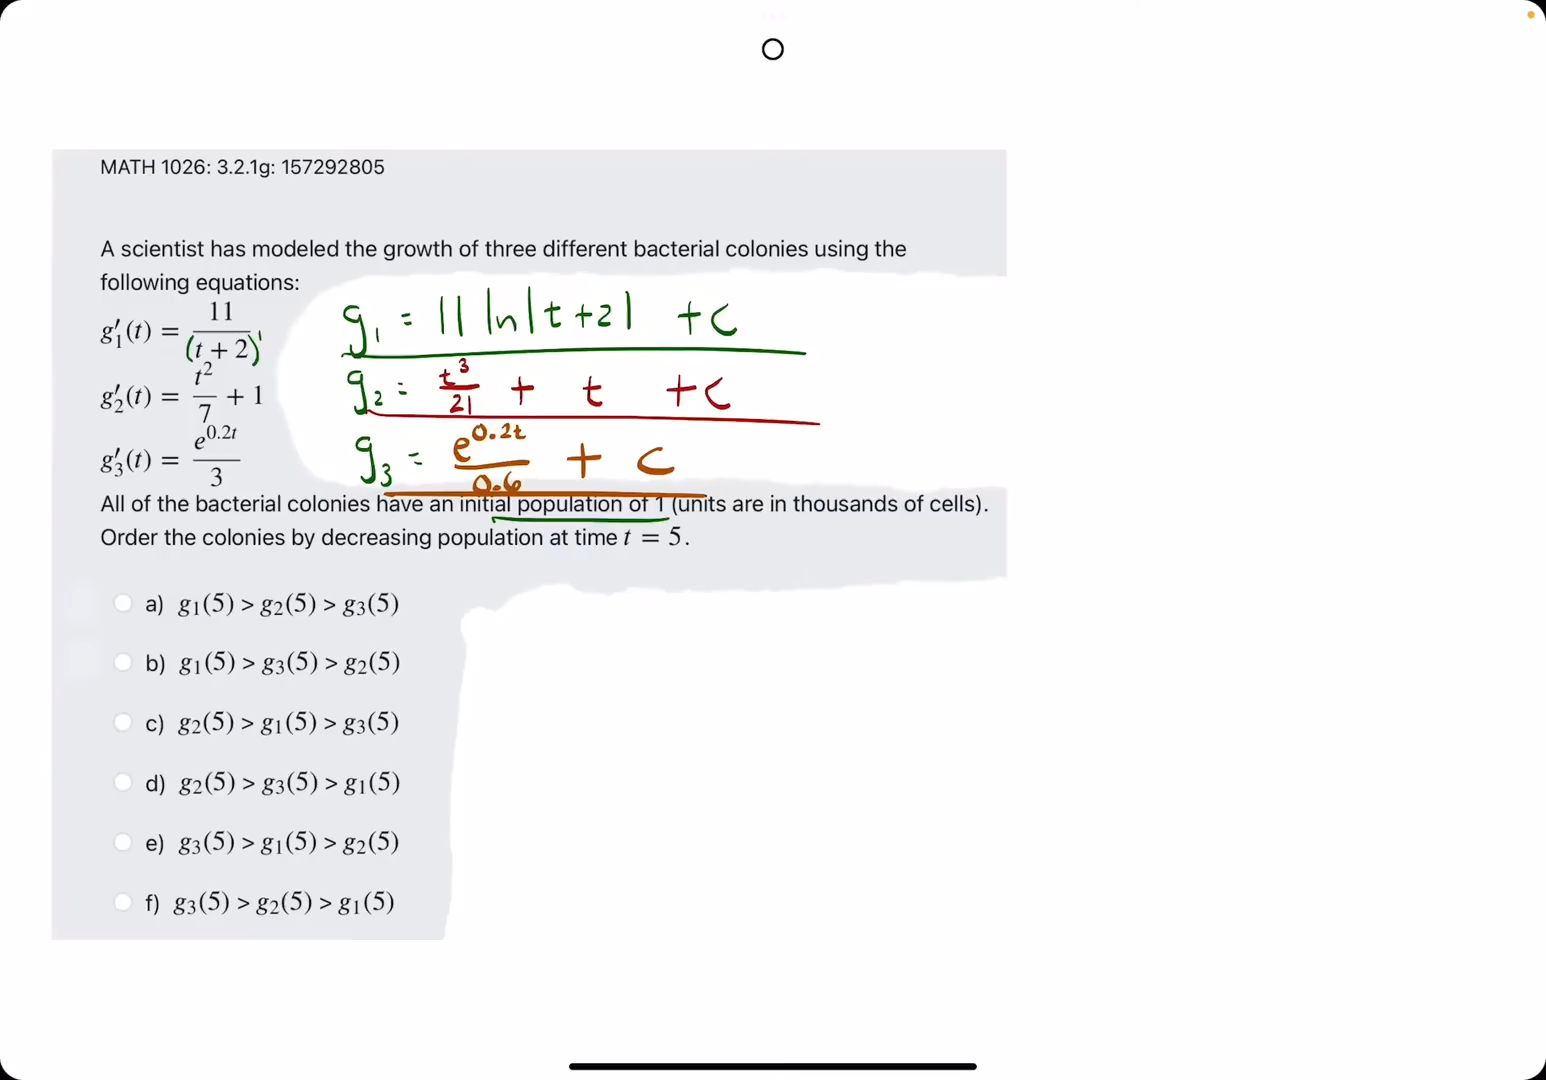 MATH 1026: 3.2.1g: 157292805
A scientist has modeled the growth of three different bacterial colonies using the
following equations:
g₁′(t) = 11/(t + 2)¹
g₁ = 11 ln|t+2| + c
g₂′(t) = t²/7 + 1
g₂ = t³/21 + t + c
g₃′(t) = e^0.2t/3
g₃ = e^0.2t/0.6 + c
All of the bacterial colonies have an initial population of 1 (units are in thousands of cells).
Order the colonies by decreasing population at time t = 5.
a) g₁(5) > g₂(5) > g₃(5)
b) g₁(5) > g₃(5) > g₂(5)
c) g₂(5) > g₁(5) > g₃(5)
d) g₂(5) > g₃(5) > g₁(5)
e) g₃(5) > g₁(5) > g₂(5)
f) g₃(5) > g₂(5) > g₁(5)